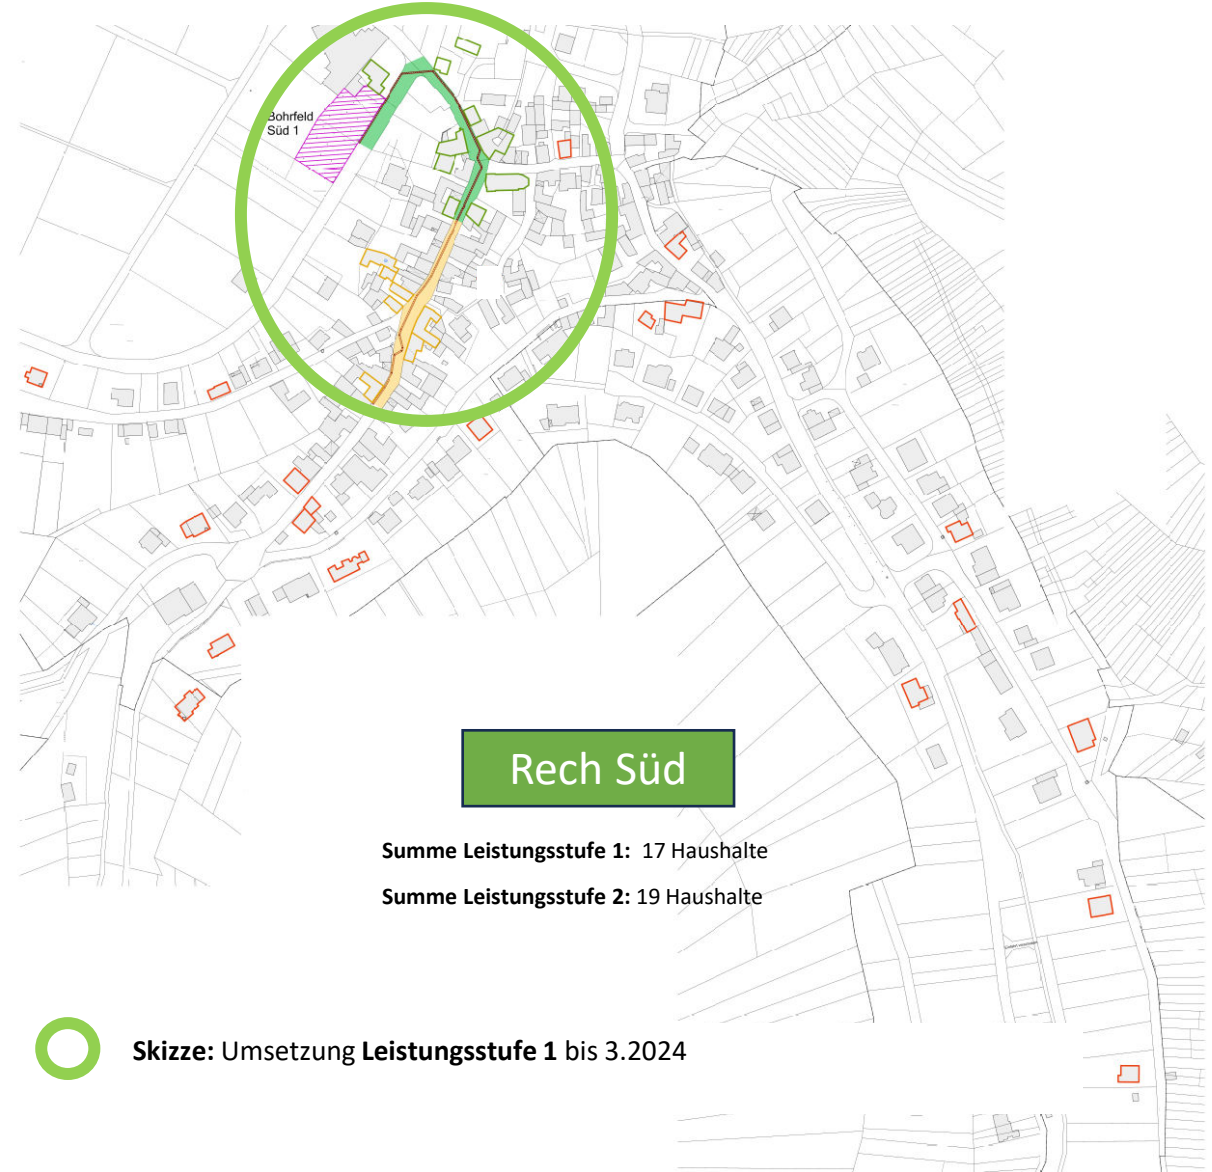 Bohrfeld
Süd 1
Rech Süd
Summe Leistungsstufe 1: 17 Haushalte
Summe Leistungsstufe 2: 19 Haushalte
Skizze: Umsetzung Leistungsstufe 1 bis 3.2024